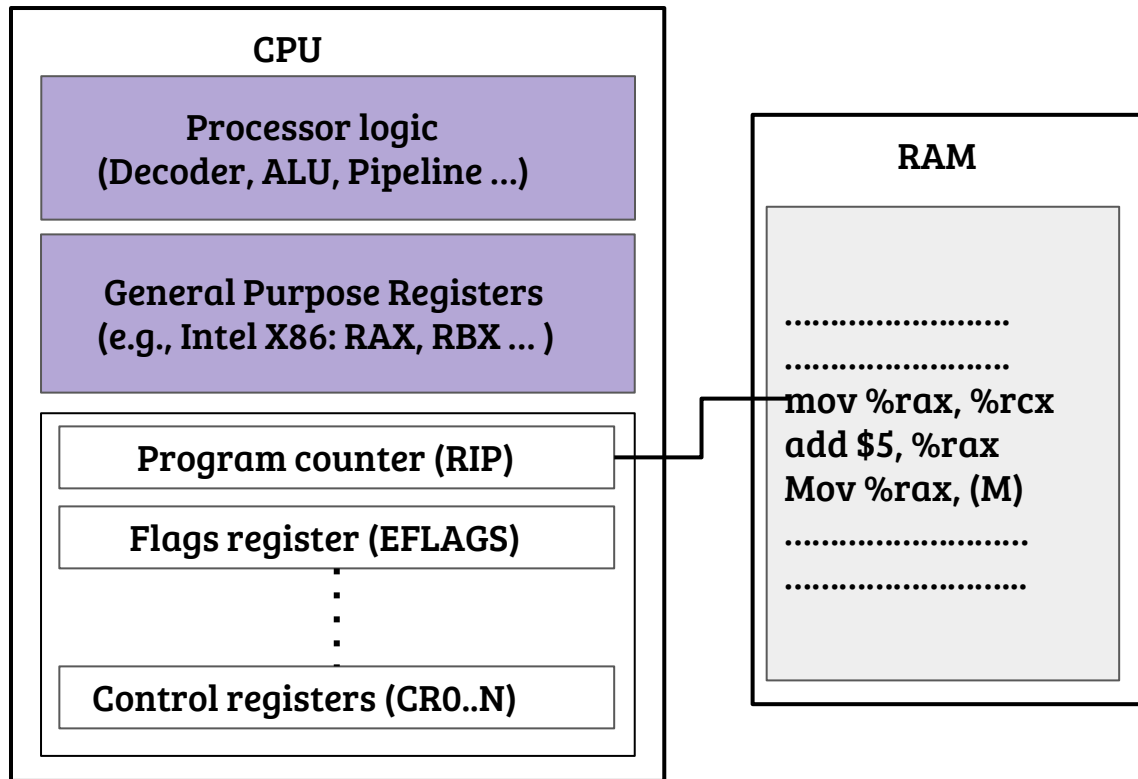 CPU
Processor logic
(Decoder, ALU, Pipeline ...)
General Purpose Registers
(e.g., Intel X86: RAX, RBX ... )
Program counter (RIP)
Flags register (EFLAGS)
Control registers (CR0..N)
RAM
.........................
.........................
mov %rax, %rcx
add $5, %rax
Mov %rax, (M)
...........................
...........................